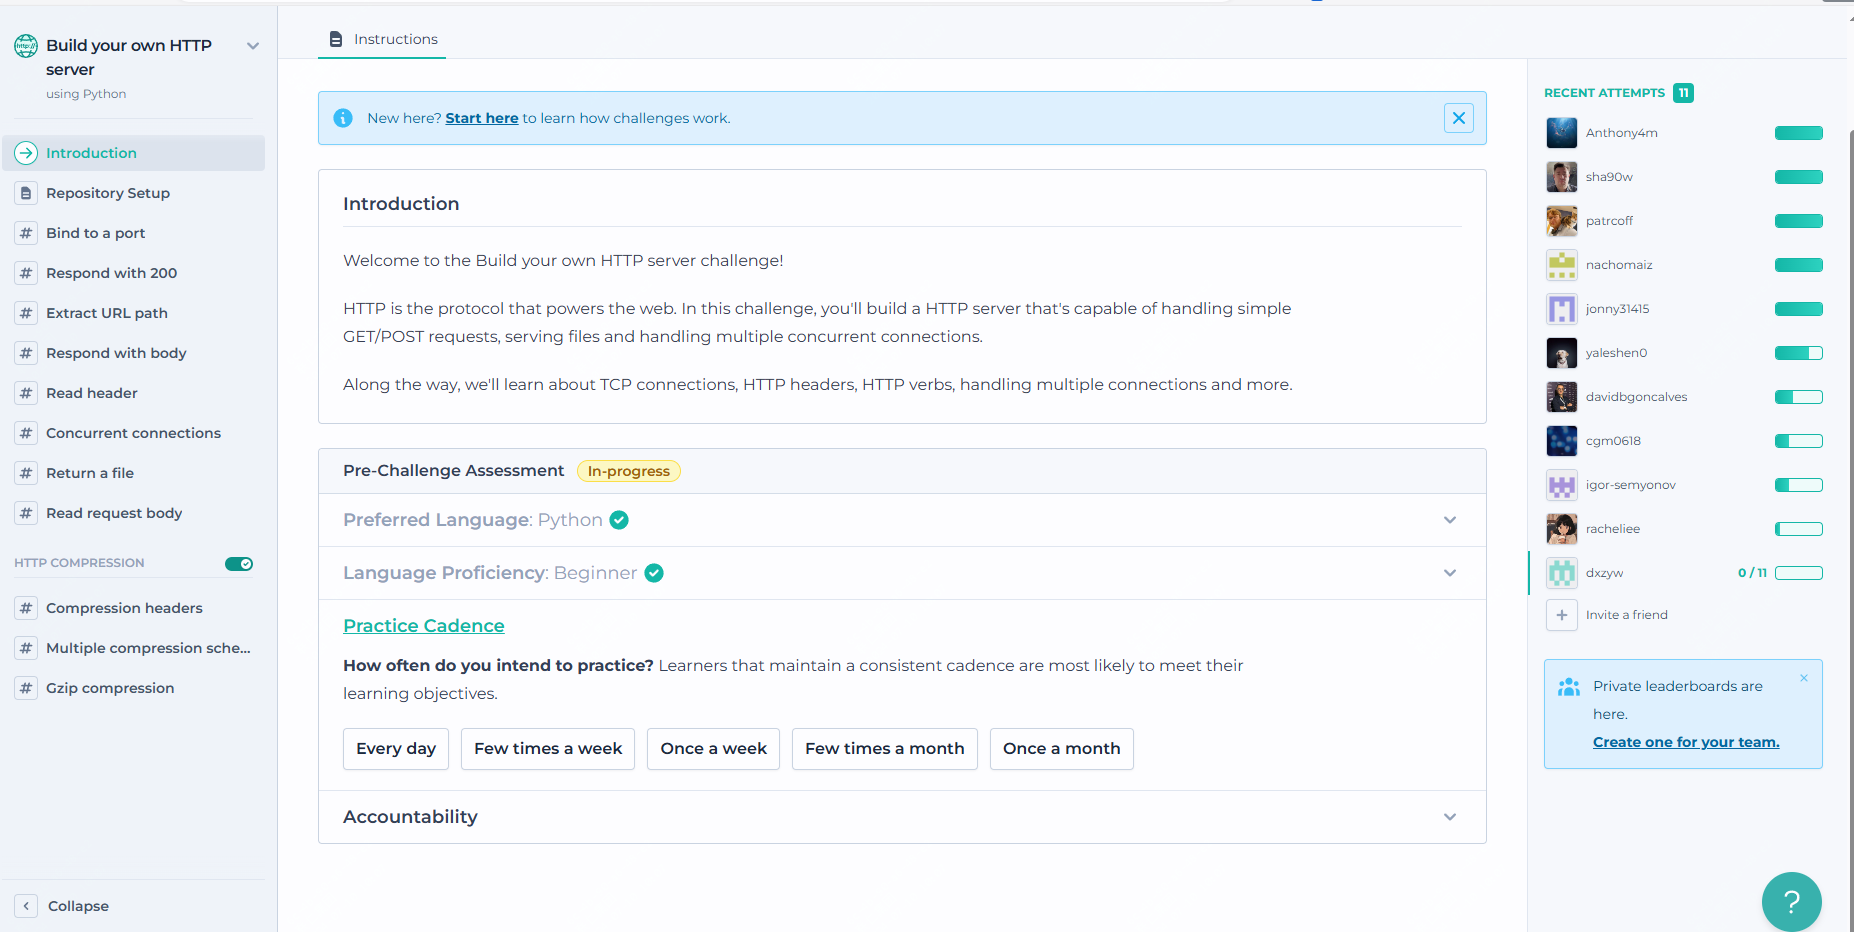 Build your own HTTP
server
using Python
Introduction
Repository Setup
Bind to a port
Respond with 200
Extract URL path
Respond with body
Read header
Concurrent connections
Return a file
Read request body
HTTP COMPRESSION
Compression headers
Multiple compression sche...
Gzip compression
Collapse
Instructions
New here? Start here to learn how challenges work.
Introduction
Welcome to the Build your own HTTP server challenge!
HTTP is the protocol that powers the web. In this challenge, you'll build a HTTP server that's capable of handling simple
GET/POST requests, serving files and handling multiple concurrent connections.
Along the way, we'll learn about TCP connections, HTTP headers, HTTP verbs, handling multiple connections and more.
Pre-Challenge Assessment In-progress
Preferred Language: Python
Language Proficiency: Beginner
Practice Cadence
How often do you intend to practice? Learners that maintain a consistent cadence are most likely to meet their
learning objectives.
Every day Few times a week Once a week Few times a month Once a month
Accountability
RECENT ATTEMPTS 11
Anthony4m
sha90w
patrcoff
nachomaiz
jonny31415
yaleshen0
davidbgoncalves
cgm0618
igor-semyonov
racheliee
dxzyw 0 / 11
Invite a friend
Private leaderboards are
here.
Create one for your team.
?